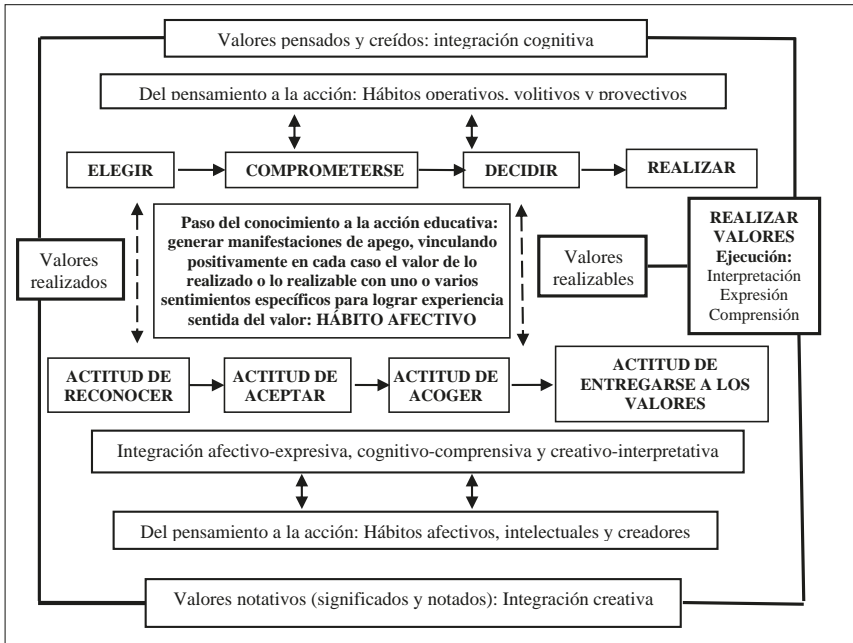 Valores pensados y creídos: integración cognitiva
Del pensamiento a la acción: Hábitos operativos, volitivos y proyectivos
ELEGIR
COMPROMETERSE
DECIDIR
REALIZAR
Valores
realizados
Paso del conocimiento a la acción educativa:
generar manifestaciones de apego, vinculando
positivamente en cada caso el valor de lo
realizado o lo realizable con uno o varios
sentimientos específicos para lograr experiencia
sentida del valor: HÁBITO AFECTIVO
Valores
realizables
REALIZAR
VALORES
Ejecución:
Interpretación
Expresión
Comprensión
ACTITUD DE
RECONOCER
ACTITUD DE
ACEPTAR
ACTITUD DE
ACOGER
ACTITUD DE
ENTREGARSE A LOS
VALORES
Integración afectivo-expresiva, cognitivo-comprensiva y creativo-interpretativa
Del pensamiento a la acción: Hábitos afectivos, intelectuales y creadores
Valores notativos (significados y notados): Integración creativa